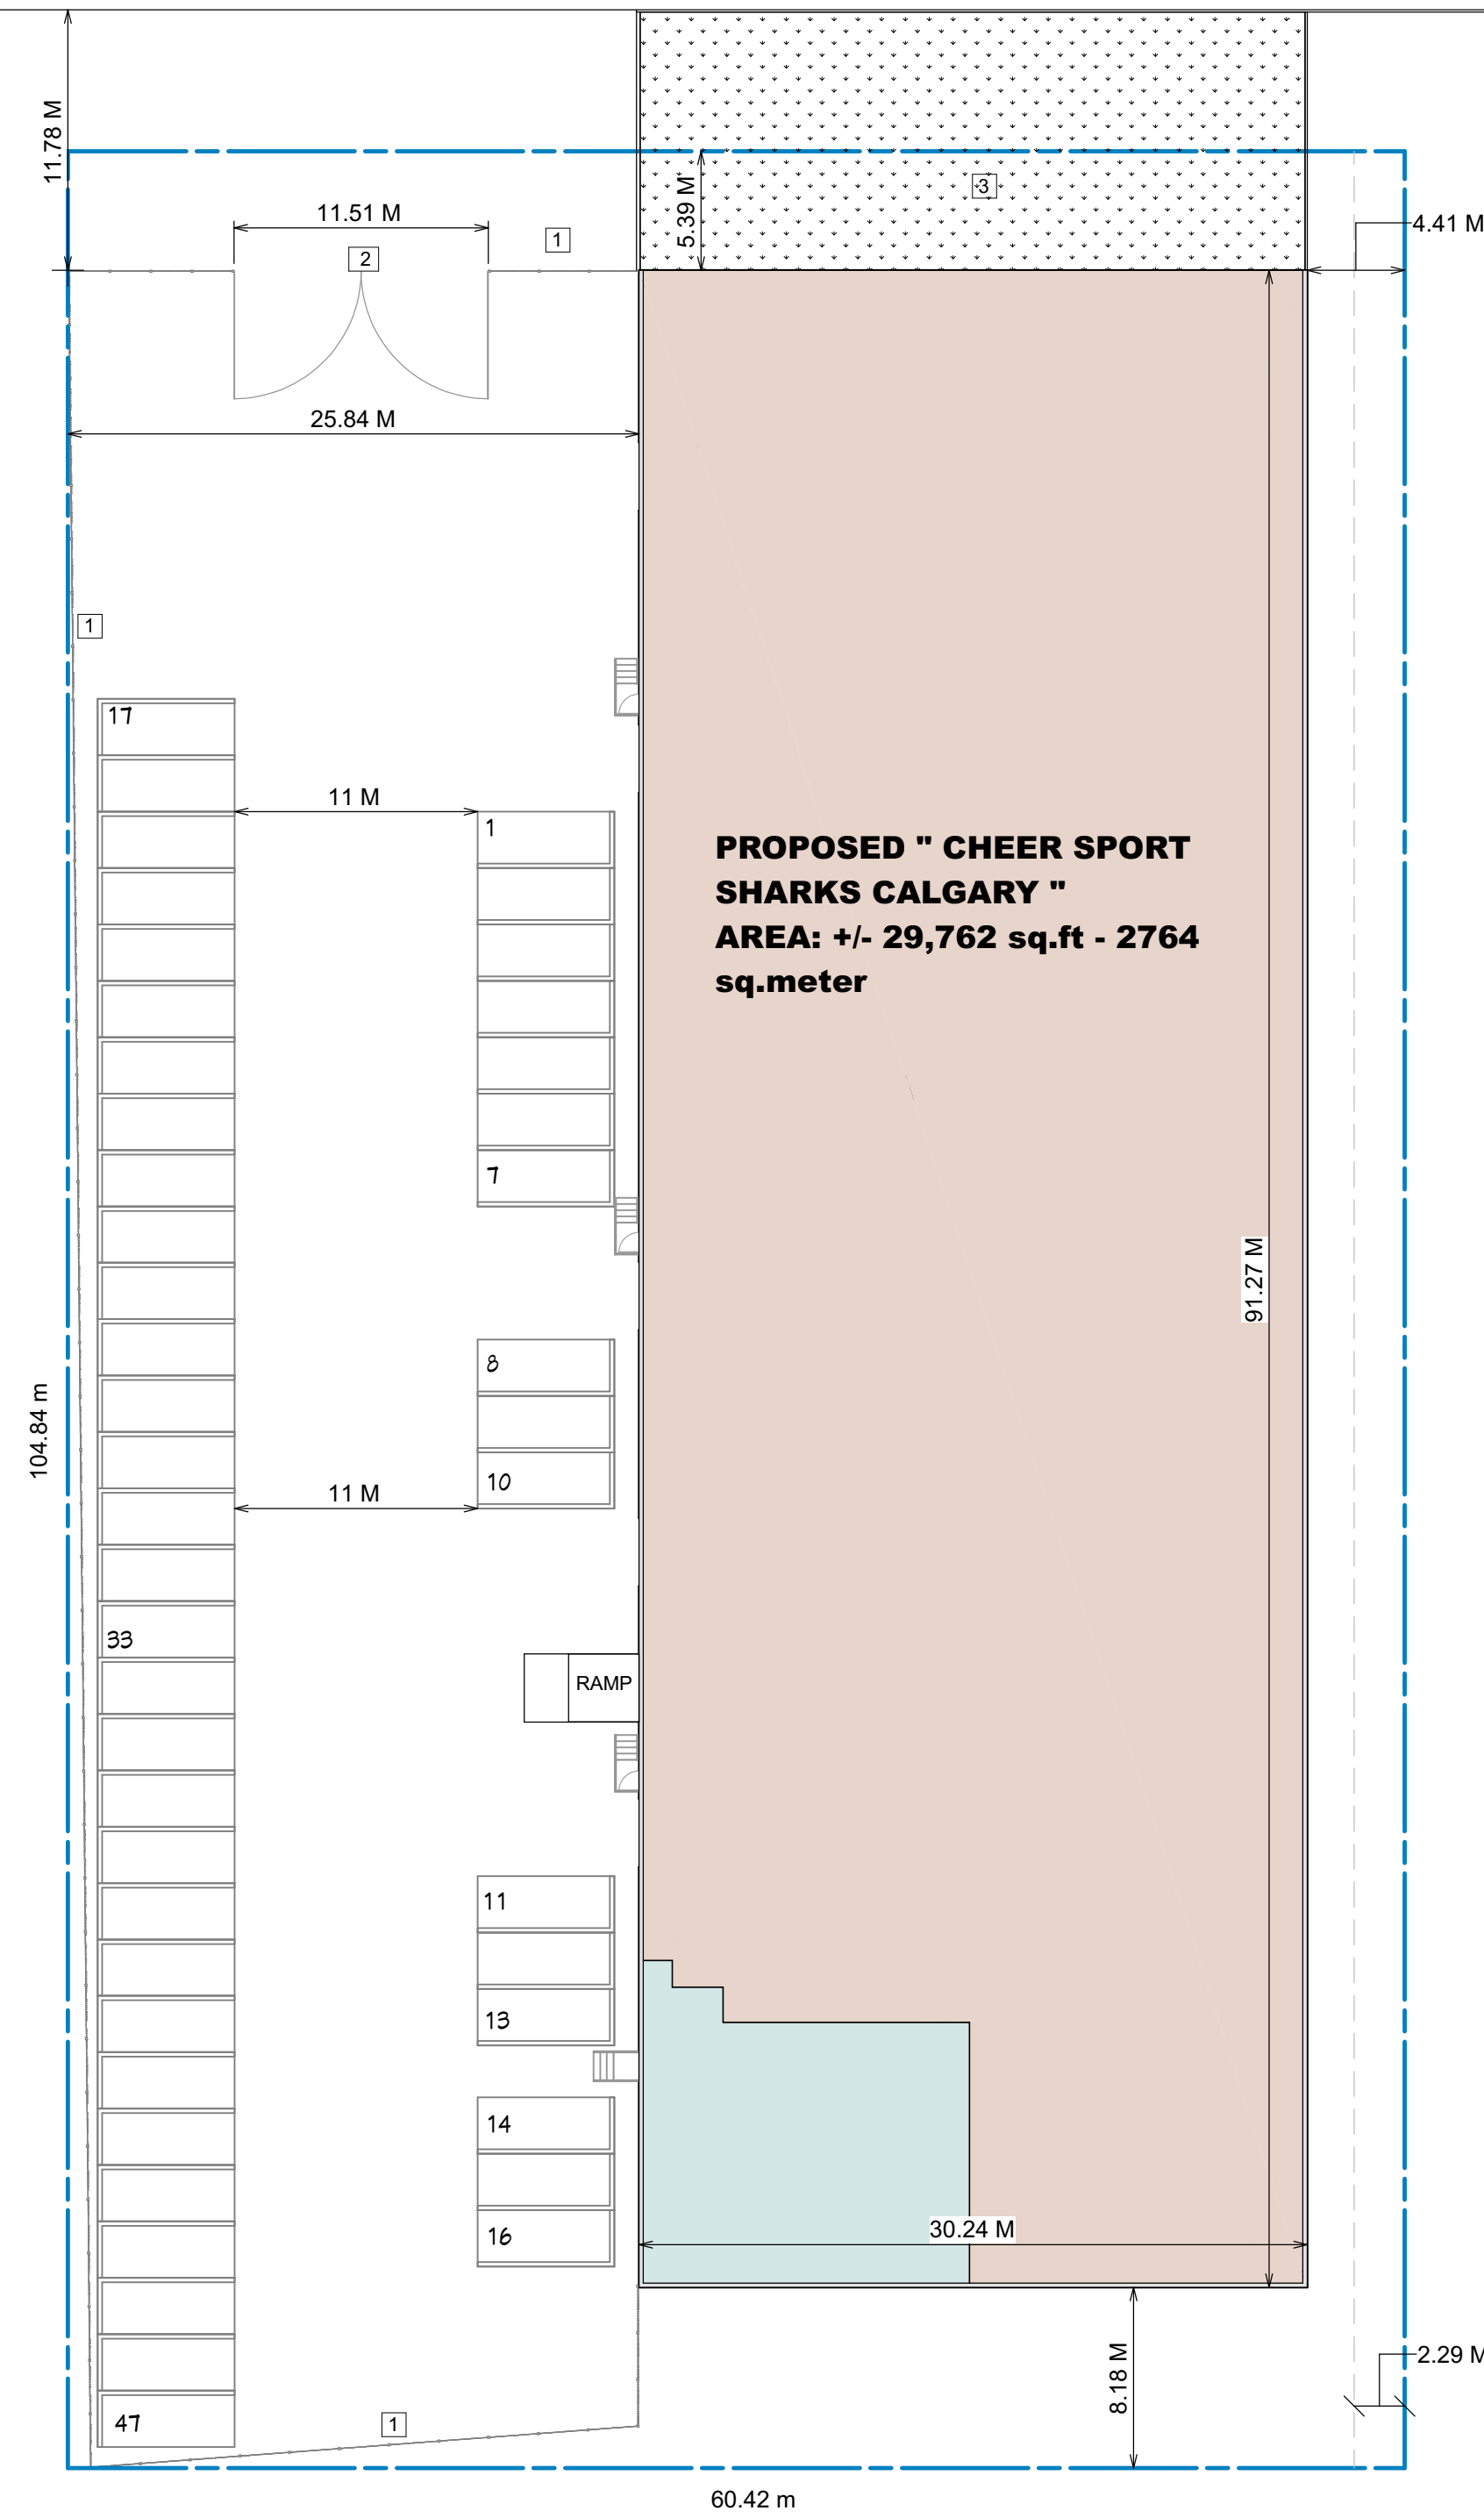 11.78 M
5.39 M
3
4.41 M
11.51 M
1
2
25.84 M
1
17
11 M
1
PROPOSED " CHEER SPORT
SHARKS CALGARY "
AREA: +/- 29,762 sq.ft - 2764
sq.meter
7
91.27 M
8
104.84 m
10
11 M
33
RAMP
11
13
14
16
30.24 M
2.29 M
8.18 M
47
1
60.42 m